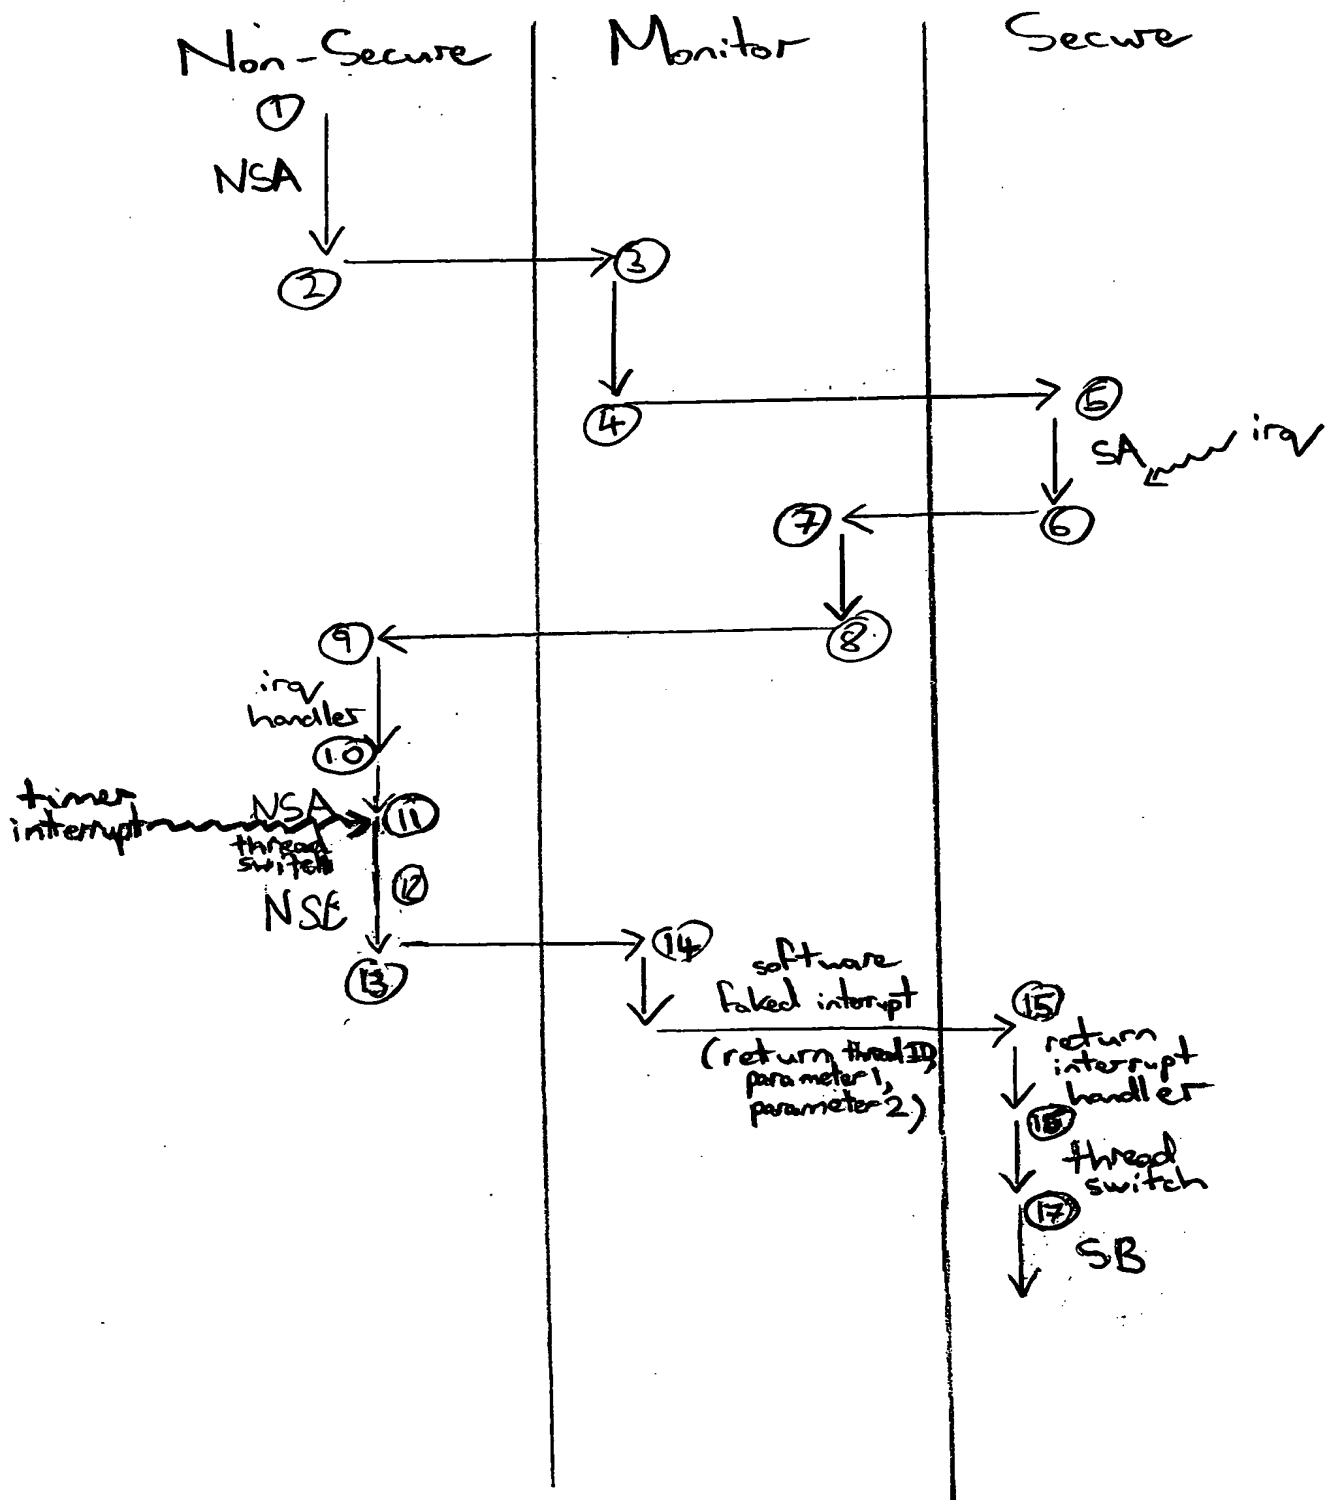 Non-Secure
Monitor
Secure
1
NSA
2
3
4
5
SA
irq
6
7
8
9
irq
handler
10
timer
interrupt
NSA
11
thread
switch
12
NSE
13
14
software
faked interrupt
(return, thread ID,
parameter 1,
parameter 2)
15
return
interrupt
handler
16
thread
switch
17
SB